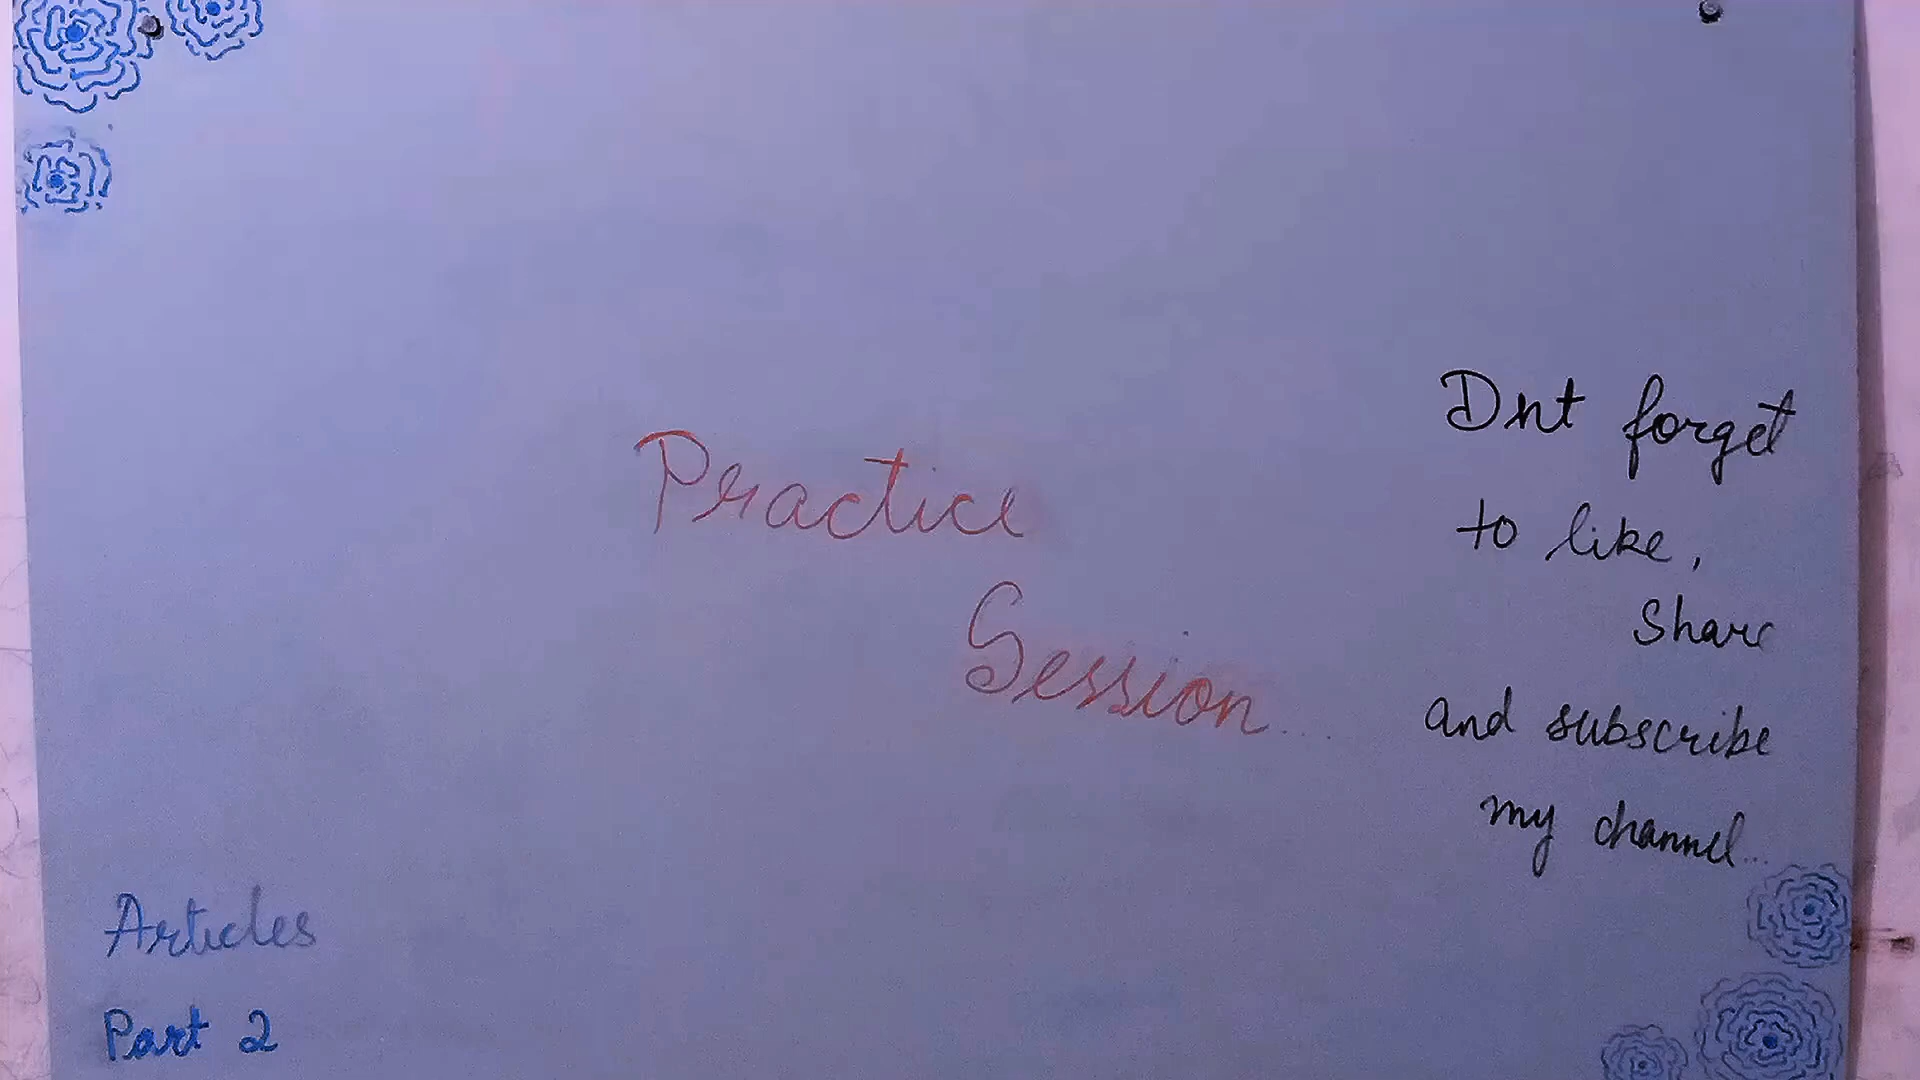 Practice
Session...
Dnt forget
to like,
Share
and subscribe
my channel...
Articles
Part 2